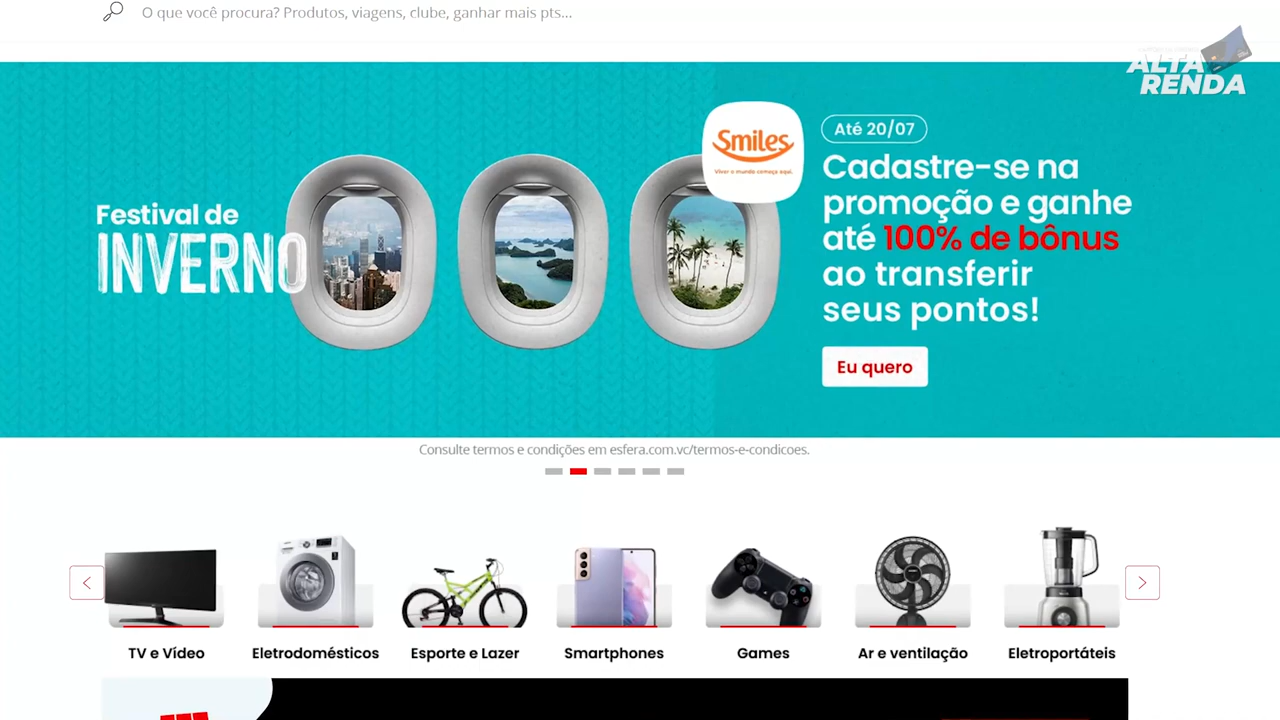 O que você procura? Produtos, viagens, clube, ganhar mais pts...
ALTA
RENDA
Smiles
Viver o mundo começa aqui.
Até 20/07
Cadastre-se na
promoção e ganhe
até 100% de bônus
ao transferir
seus pontos!
Eu quero
Festival de
INVERNO
Consulte termos e condições em esfera.com.vc/termos-e-condicoes.
TV e Vídeo
Eletrodomésticos
Esporte e Lazer
Smartphones
Games
Ar e ventilação
Eletroportáteis